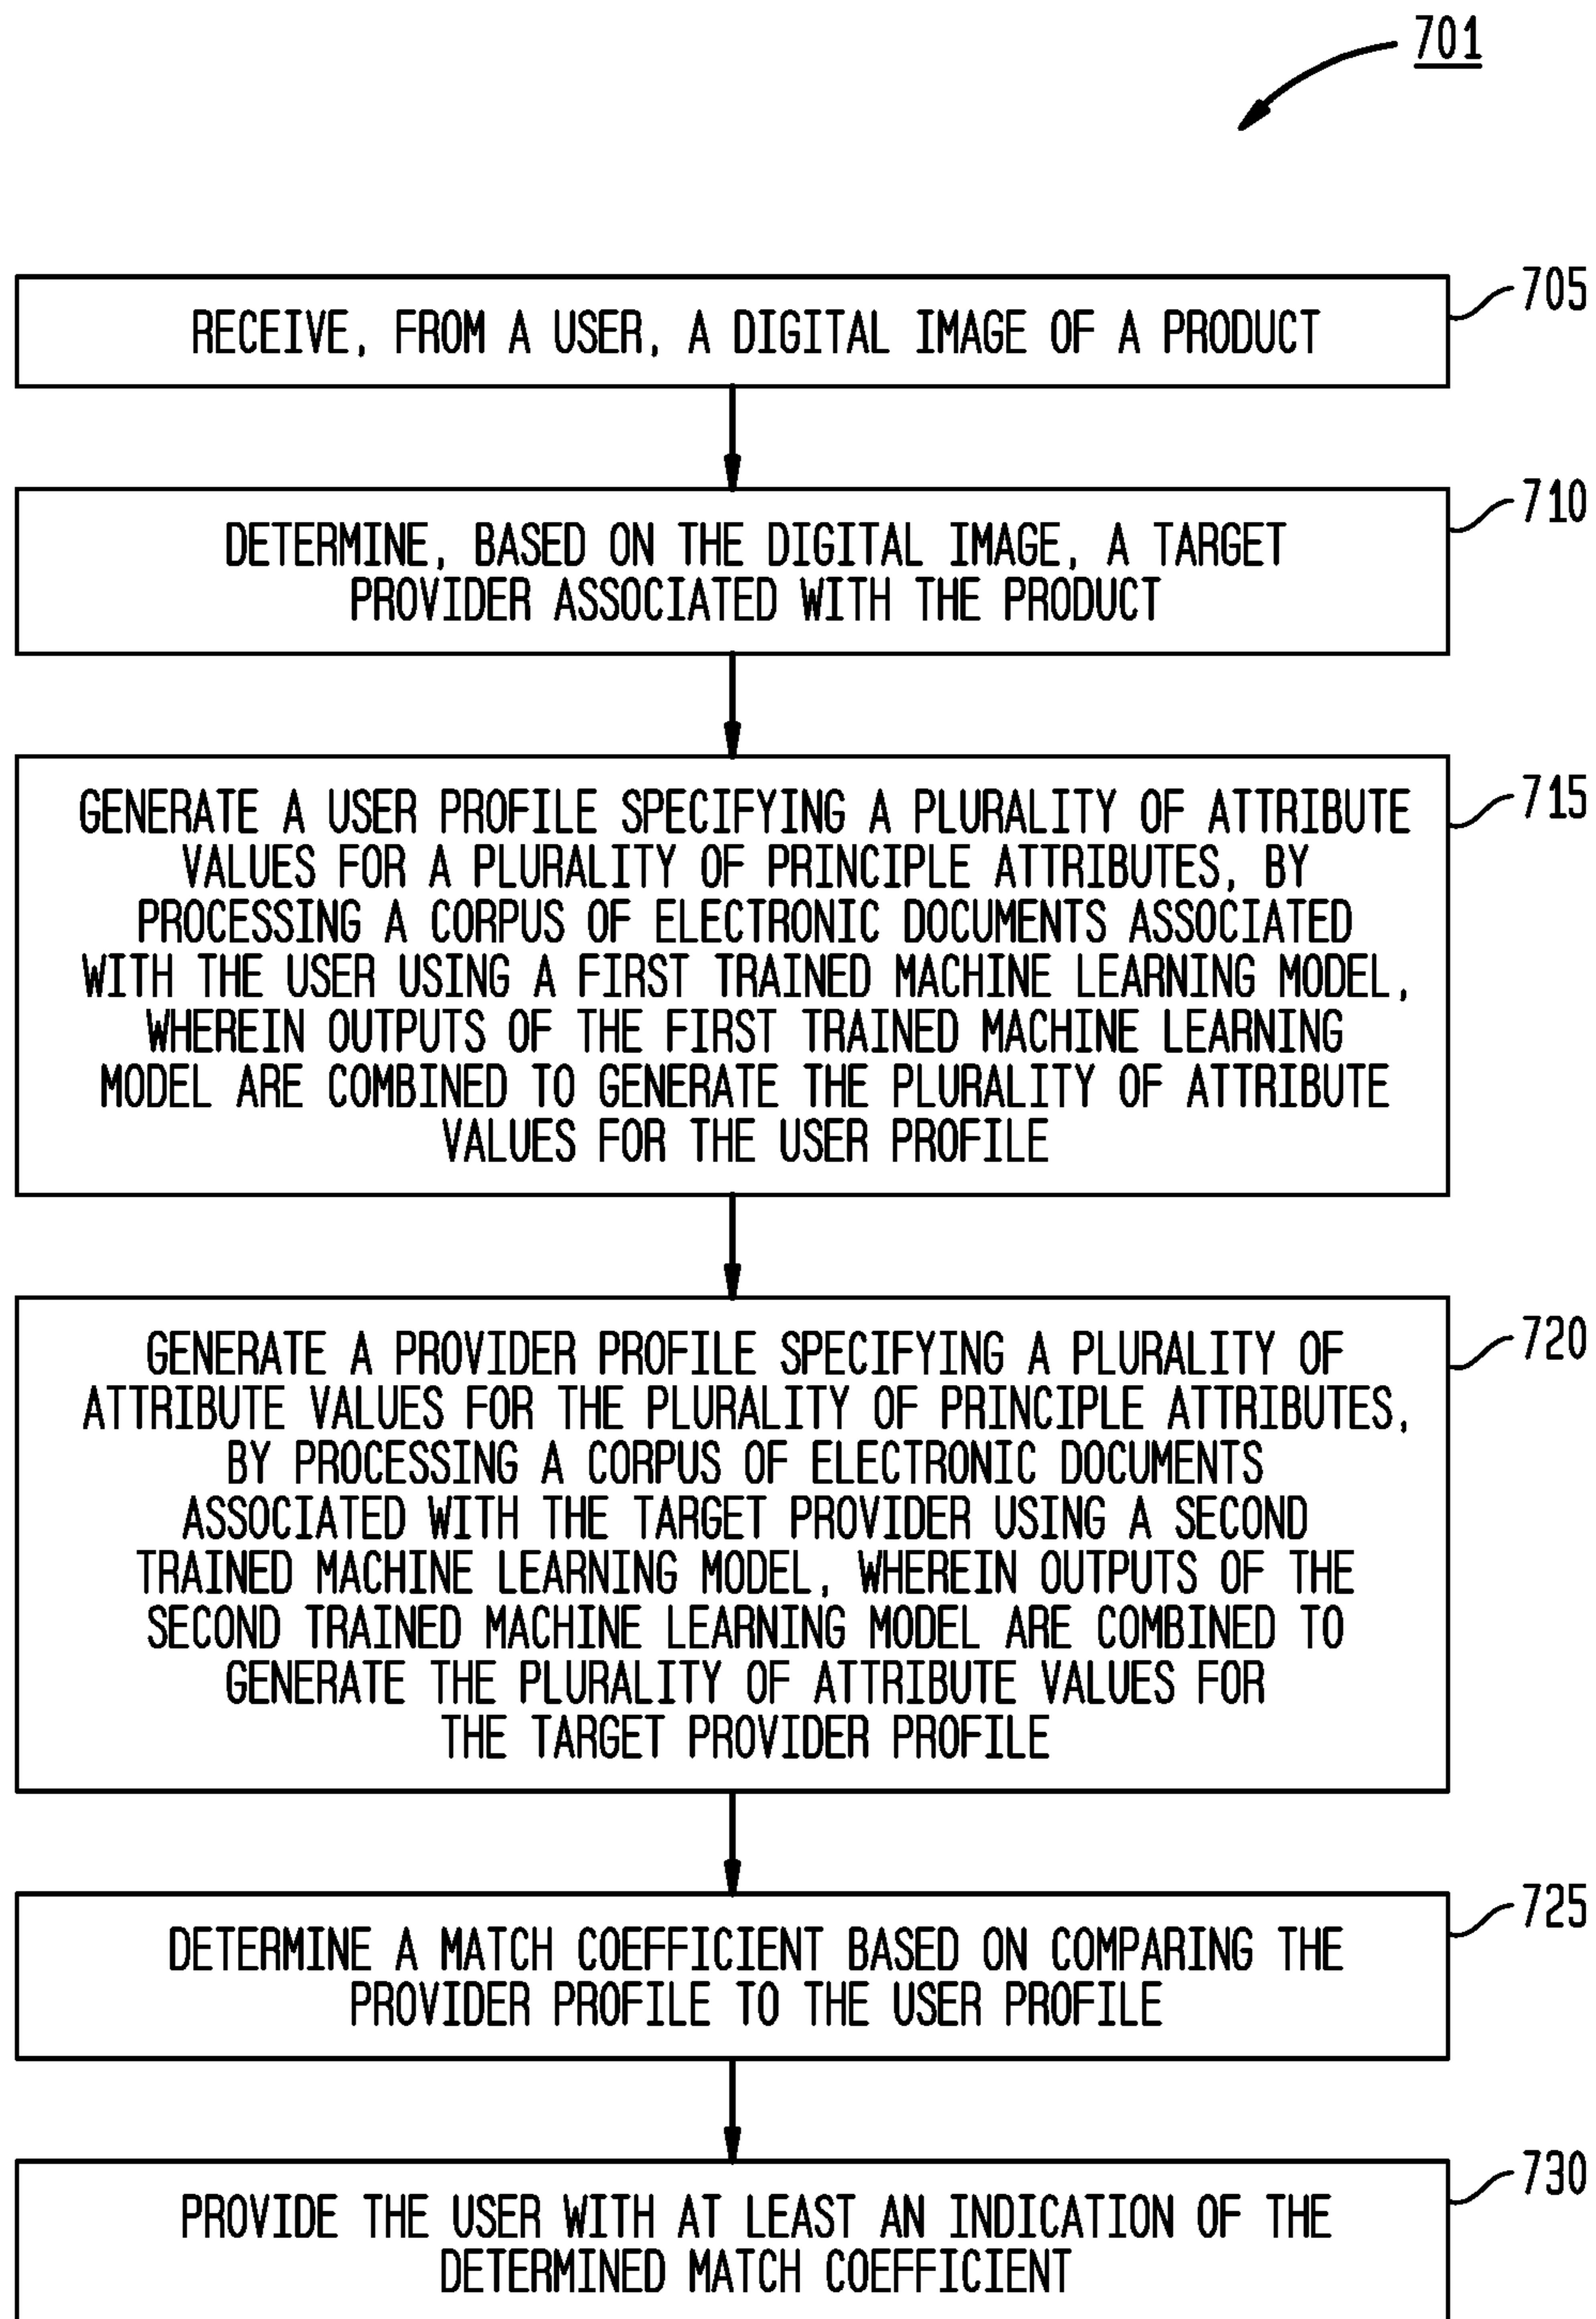 701
705
RECEIVE, FROM A USER, A DIGITAL IMAGE OF A PRODUCT
710
DETERMINE, BASED ON THE DIGITAL IMAGE, A TARGET
PROVIDER ASSOCIATED WITH THE PRODUCT
715
GENERATE A USER PROFILE SPECIFYING A PLURALITY OF ATTRIBUTE
VALUES FOR A PLURALITY OF PRINCIPLE ATTRIBUTES, BY
PROCESSING A CORPUS OF ELECTRONIC DOCUMENTS ASSOCIATED
WITH THE USER USING A FIRST TRAINED MACHINE LEARNING MODEL,
WHEREIN OUTPUTS OF THE FIRST TRAINED MACHINE LEARNING
MODEL ARE COMBINED TO GENERATE THE PLURALITY OF ATTRIBUTE
VALUES FOR THE USER PROFILE
720
GENERATE A PROVIDER PROFILE SPECIFYING A PLURALITY OF
ATTRIBUTE VALUES FOR THE PLURALITY OF PRINCIPLE ATTRIBUTES,
BY PROCESSING A CORPUS OF ELECTRONIC DOCUMENTS
ASSOCIATED WITH THE TARGET PROVIDER USING A SECOND
TRAINED MACHINE LEARNING MODEL, WHEREIN OUTPUTS OF THE
SECOND TRAINED MACHINE LEARNING MODEL ARE COMBINED TO
GENERATE THE PLURALITY OF ATTRIBUTE VALUES FOR
THE TARGET PROVIDER PROFILE
725
DETERMINE A MATCH COEFFICIENT BASED ON COMPARING THE
PROVIDER PROFILE TO THE USER PROFILE
730
PROVIDE THE USER WITH AT LEAST AN INDICATION OF THE
DETERMINED MATCH COEFFICIENT